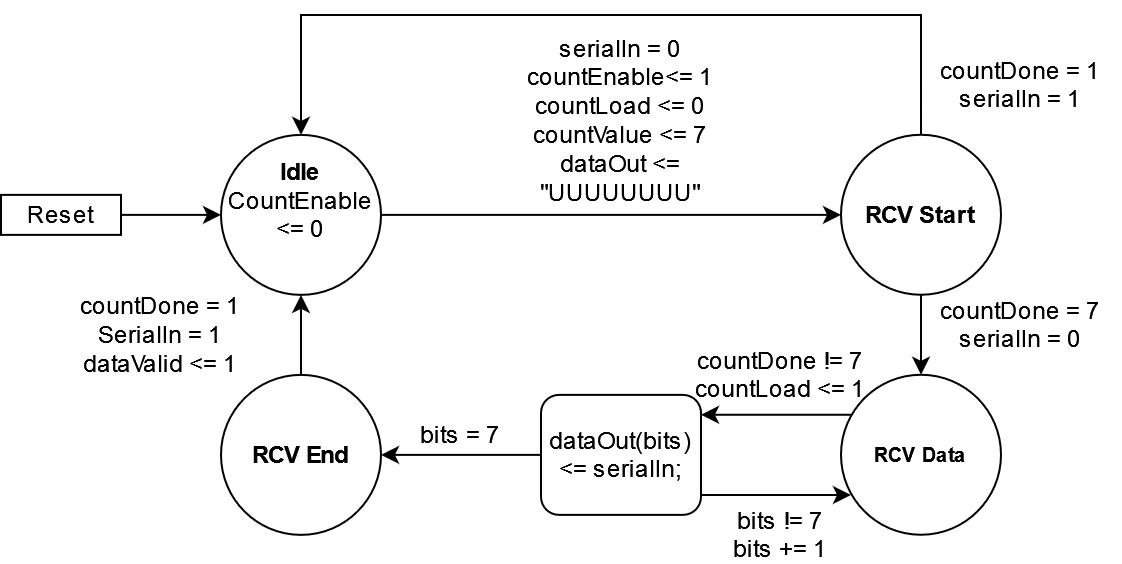 serialIn = 0
countEnable<= 1
countLoad <= 0
countValue <= 7
dataOut <=
"UUUUUUUU"
countDone = 1
serialIn = 1
Idle
CountEnable
<= 0
Reset
RCV Start
countDone = 1
SerialIn = 1
dataValid <= 1
countDone = 7
serialIn = 0
countDone != 7
countLoad <= 1
RCV End
bits = 7
dataOut(bits)
<= serialIn;
RCV Data
bits != 7
bits += 1